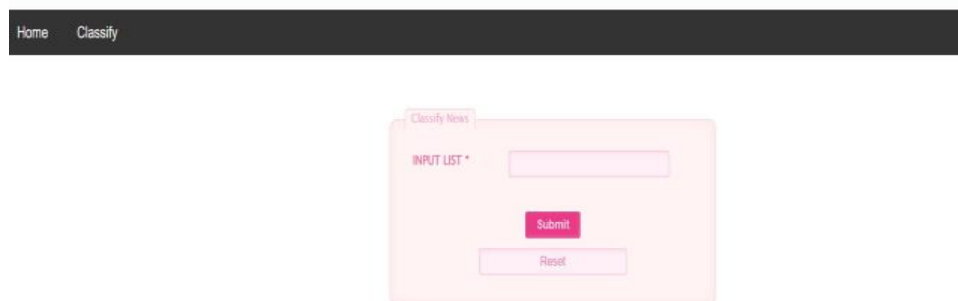 Home Classify
Classify News
INPUT LIST *
Submit
Reset